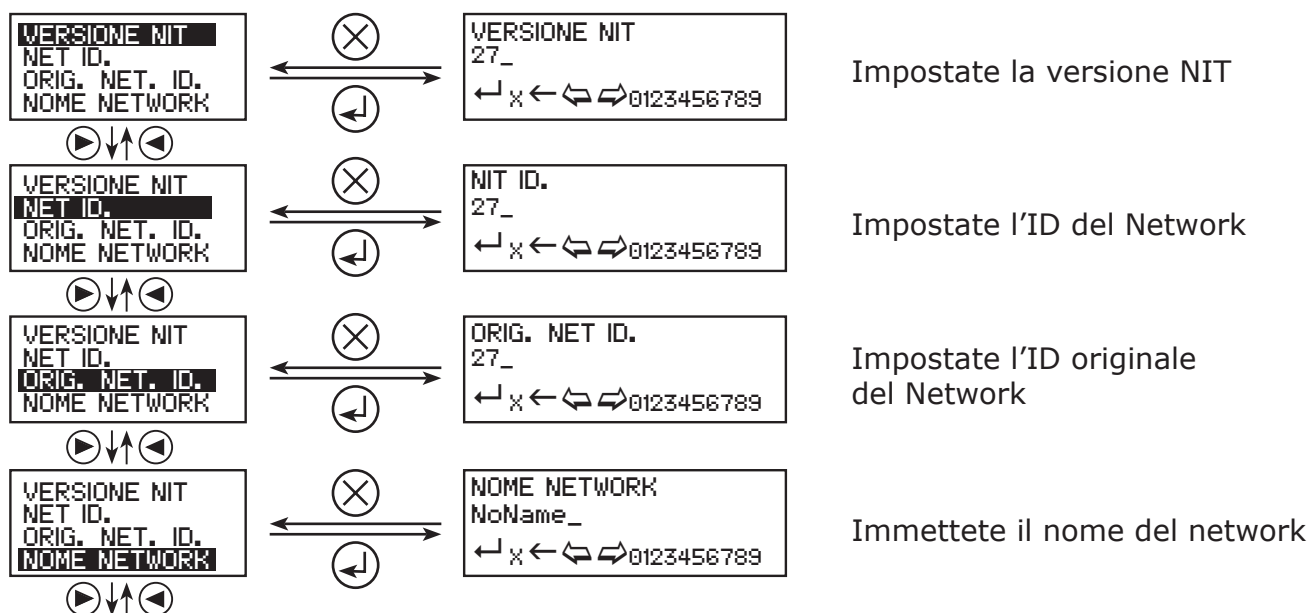 VERSIONE NIT
NET ID.
ORIG. NET. ID.
NOME NETWORK
VERSIONE NIT
27_
↵ X ← ⇦ ⇨ 0123456789
Impostate la versione NIT
VERSIONE NIT
NET ID.
ORIG. NET. ID.
NOME NETWORK
NIT ID.
27_
↵ X ← ⇦ ⇨ 0123456789
Impostate l’ID del Network
VERSIONE NIT
NET ID.
ORIG. NET. ID.
NOME NETWORK
ORIG. NET ID.
27_
↵ X ← ⇦ ⇨ 0123456789
Impostate l’ID originale
del Network
VERSIONE NIT
NET ID.
ORIG. NET. ID.
NOME NETWORK
NOME NETWORK
NoName_
↵ X ← ⇦ ⇨ 0123456789
Immettete il nome del network